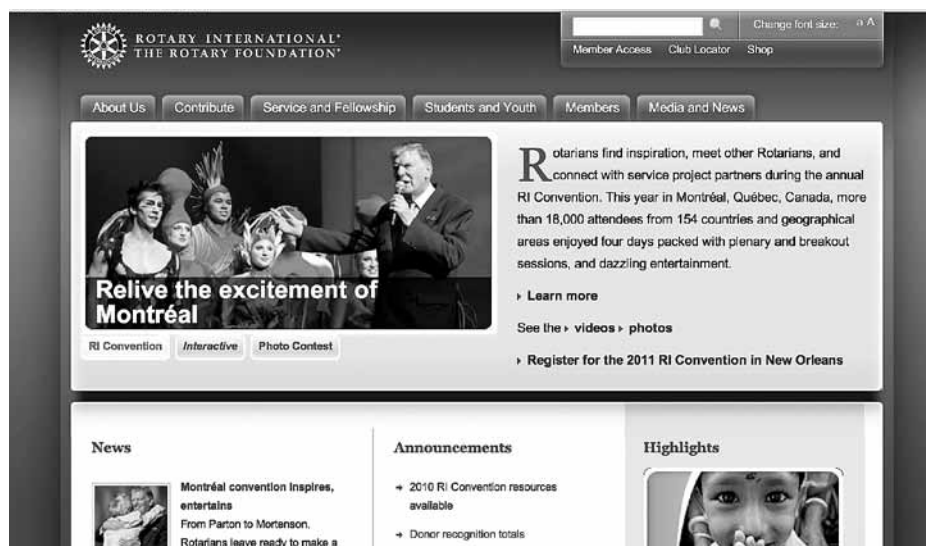 ROTARY INTERNATIONAL
THE ROTARY FOUNDATION
Change font size: a A
Member Access Club Locator Shop
About Us Contribute Service and Fellowship Students and Youth Members Media and News
Relive the excitement of
Montréal
RI Convention Interactive Photo Contest
Rotarians find inspiration, meet other Rotarians, and
connect with service project partners during the annual
RI Convention. This year in Montréal, Québec, Canada, more
than 18,000 attendees from 154 countries and geographical
areas enjoyed four days packed with plenary and breakout
sessions, and dazzling entertainment.
Learn more
See the videos photos
Register for the 2011 RI Convention in New Orleans
News
Montréal convention inspires,
entertains
From Parton to Mortenson,
Rotarians leave ready to make a
Announcements
2010 RI Convention resources
available
Donor recognition totals
Highlights